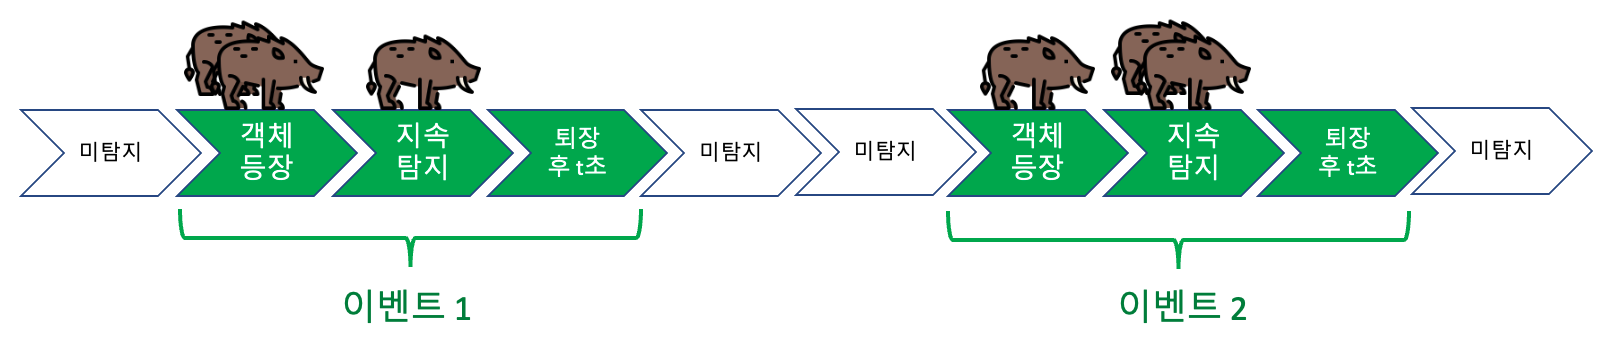 미탐지
객체
등장
지속
탐지
퇴장
후 t초
미탐지
미탐지
객체
등장
지속
탐지
퇴장
후 t초
미탐지
이벤트 1
이벤트 2